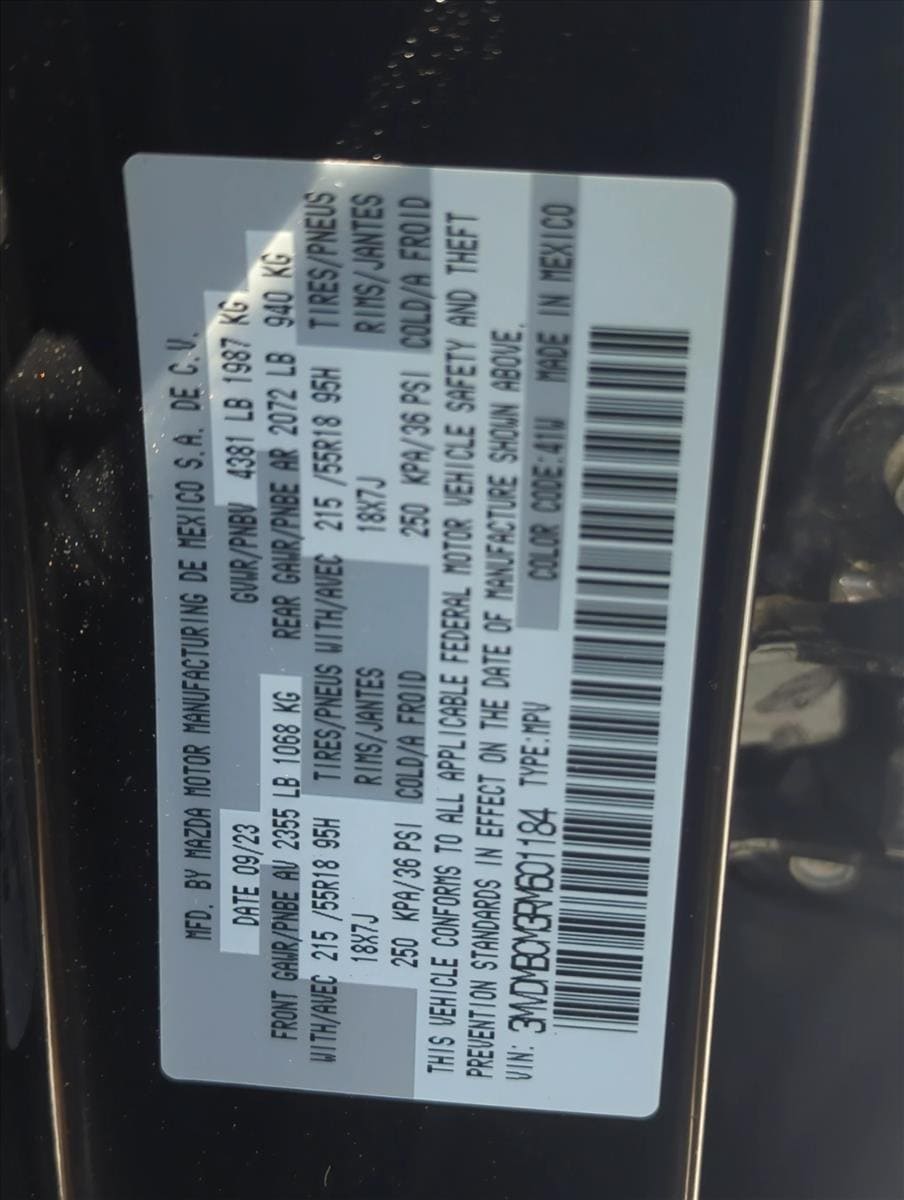 MFD. BY MAZDA MOTOR MANUFACTURING DE MEXICO S.A. DE C.V.
DATE 09/23 GVWR/PNBV 4381 LB 1987 KG
FRONT GAWR/PNBE AV 2355 LB 1068 KG REAR GAWR/PNBE AR 2072 LB 940 KG
WITH/AVEC 215 /55R18 95H TIRES/PNEUS WITH/AVEC 215 /55R18 95H TIRES/PNEUS
18X7J RIMS/JANTES 18X7J RIMS/JANTES
250 KPA/36 PSI COLD/A FROID 250 KPA/36 PSI COLD/A FROID
THIS VEHICLE CONFORMS TO ALL APPLICABLE FEDERAL MOTOR VEHICLE SAFETY AND THEFT
PREVENTION STANDARDS IN EFFECT ON THE DATE OF MANUFACTURE SHOWN ABOVE.
VIN: 3MVDMBCM3RM601184 TYPE:MPV COLOR CODE:41W MADE IN MEXICO